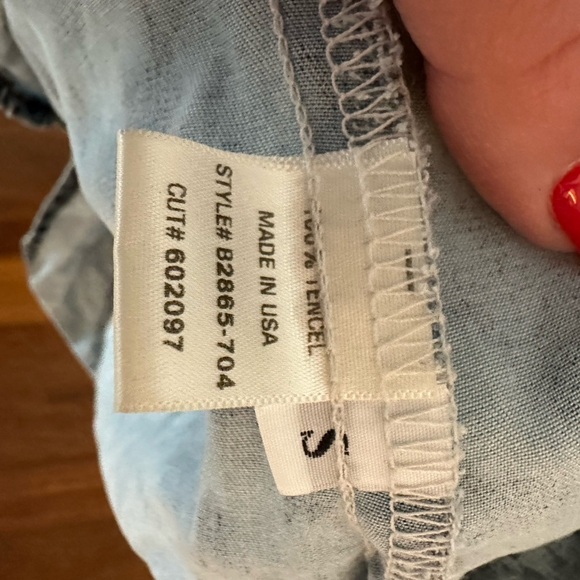 100% TENCEL
MADE IN USA
STYLE# B2865-704
CUT# 602097
S